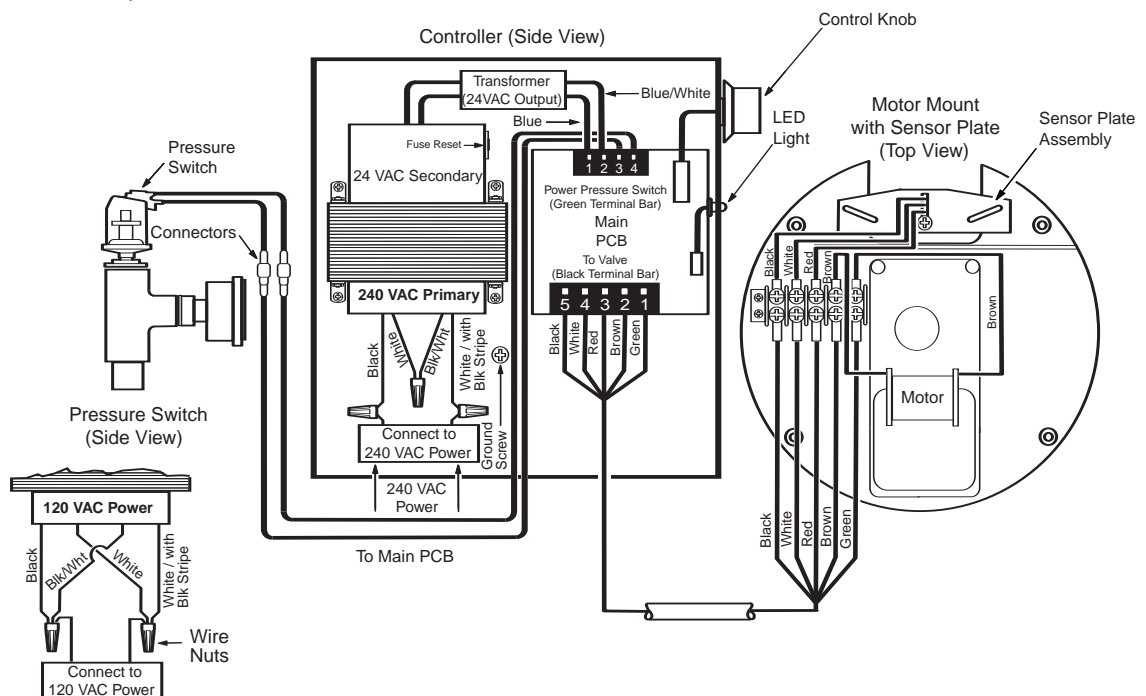 Control Knob
Controller (Side View)
Transformer
(24VAC Output)
Blue/White
Blue
LED
Light
Motor Mount
with Sensor Plate
(Top View)
Sensor Plate
Assembly
Pressure
Switch
Fuse Reset
24 VAC Secondary
1 2 3 4
Power Pressure Switch
(Green Terminal Bar)
Main
PCB
To Valve
(Black Terminal Bar)
5 4 3 2 1
Connectors
240 VAC Primary
Black
White
Blk/Wht
White / with
Blk Stripe
Ground
Screw
Connect to
240 VAC Power
240 VAC
Power
Black
White
Red
Brown
Green
Black
White
Red
Brown
Brown
Motor
Black
White
Red
Brown
Green
Pressure Switch
(Side View)
120 VAC Power
Black
Blk/Wht
White
White / with
Blk Stripe
Wire
Nuts
Connect to
120 VAC Power
To Main PCB